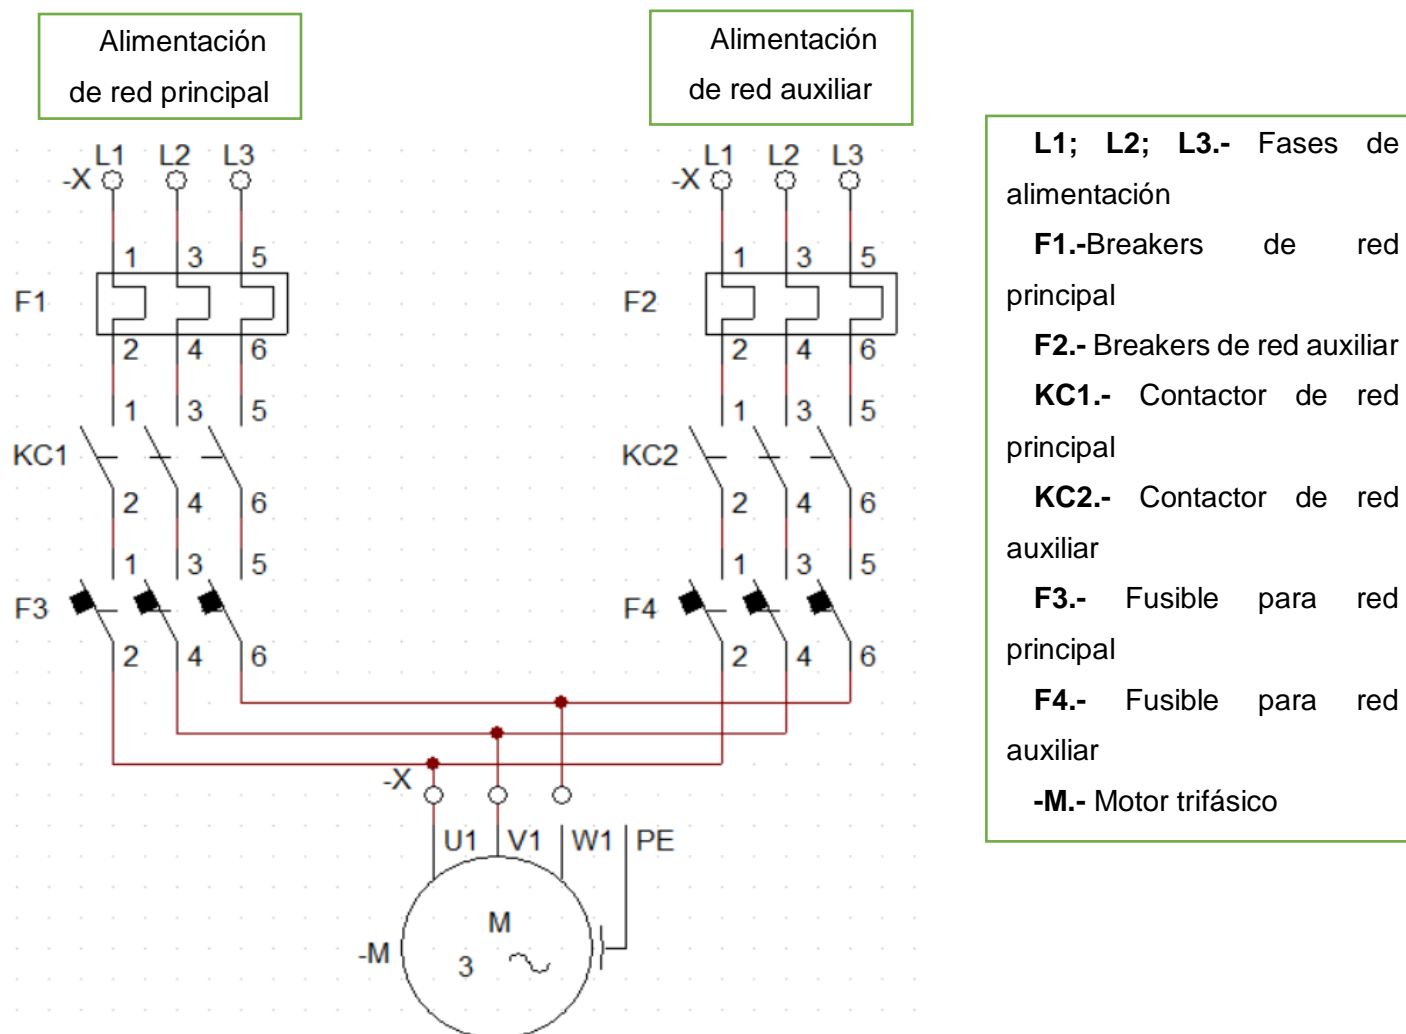 Alimentación
de red principal
Alimentación
de red auxiliar
L1 L2 L3
-X
L1 L2 L3
-X
1 3 5
F1
2 4 6
1 3 5
F2
2 4 6
1 3 5
KC1
2 4 6
1 3 5
KC2
2 4 6
1 3 5
F3
2 4 6
1 3 5
F4
2 4 6
-X
U1 V1 W1 PE
M
-M
3
L1; L2; L3.- Fases de
alimentación
F1.-Breakers de red
principal
F2.- Breakers de red auxiliar
KC1.- Contactor de red
principal
KC2.- Contactor de red
auxiliar
F3.- Fusible para red
principal
F4.- Fusible para red
auxiliar
-M.- Motor trifásico